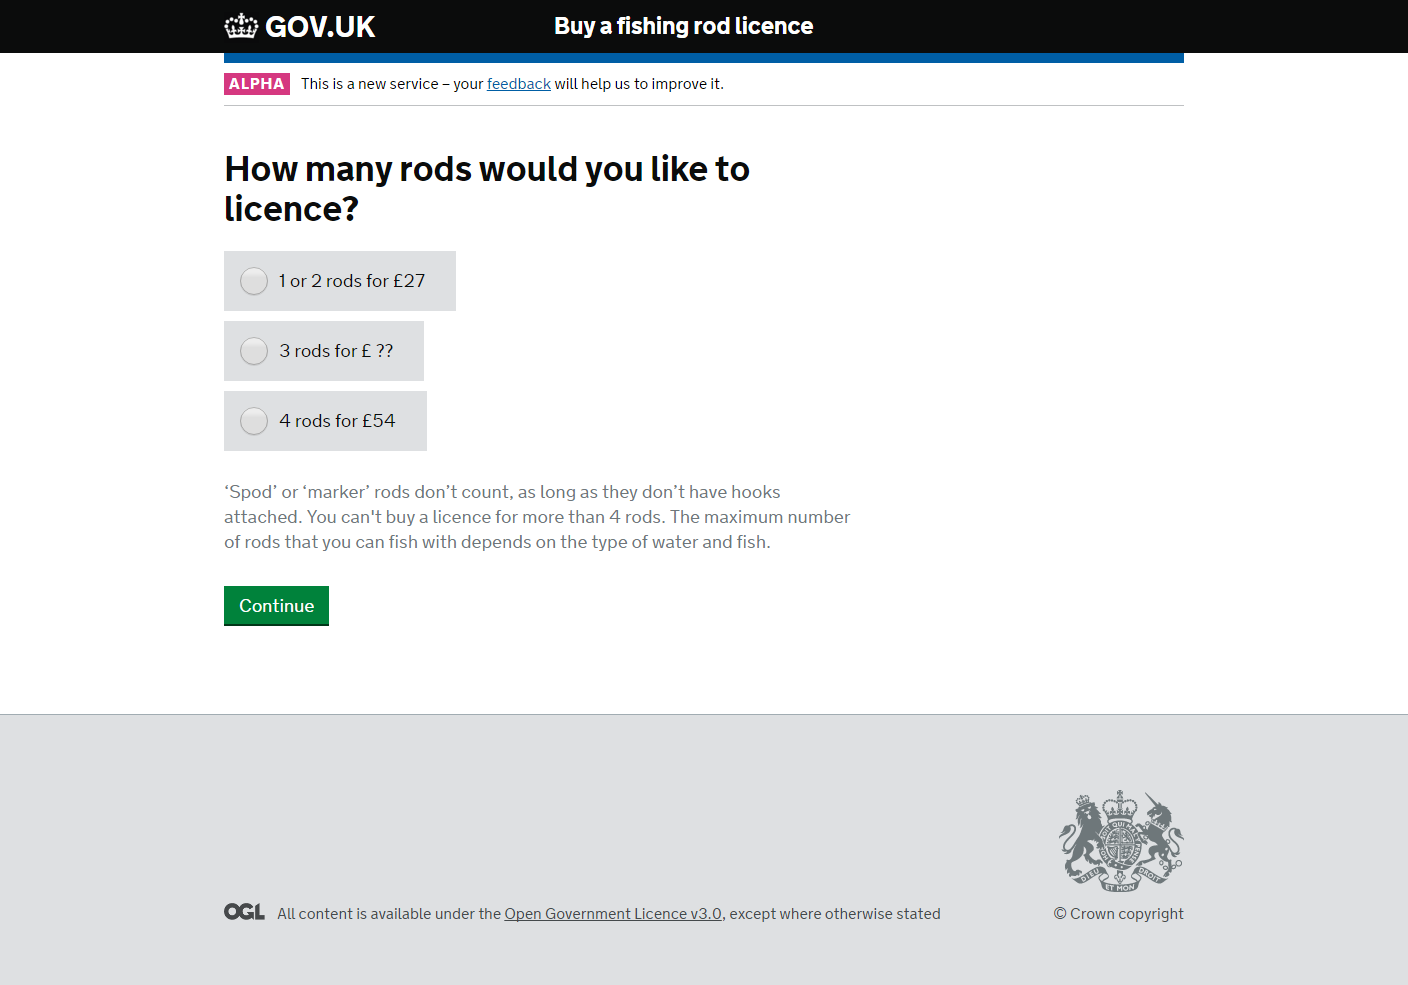 GOV.UK Buy a fishing rod licence
ALPHA This is a new service – your feedback will help us to improve it.
How many rods would you like to
licence?
1 or 2 rods for £27
3 rods for £ ??
4 rods for £54
‘Spod’ or ‘marker’ rods don’t count, as long as they don’t have hooks
attached. You can't buy a licence for more than 4 rods. The maximum number
of rods that you can fish with depends on the type of water and fish.
Continue
DIEU ET MON DROIT
OGL All content is available under the Open Government Licence v3.0, except where otherwise stated
© Crown copyright